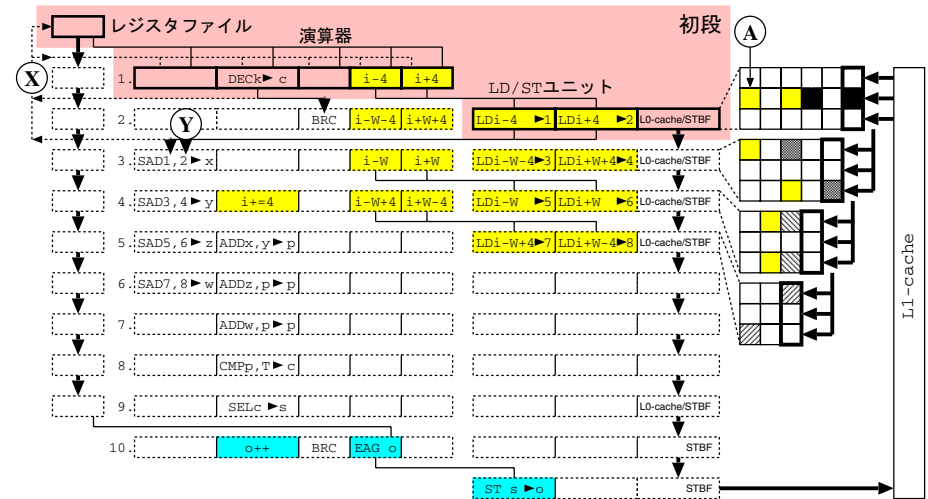 レジスタファイル 演算器 初段 A
X 1. DECk►c i-4 i+4 LD/STユニット
2. Y BRC i-W-4 i+W+4 LDi-4 ►1 LDi+4 ►2 L0-cache/STBF
3. SAD1,2►x i-W i+W LDi-W-4►3 LDi+W+4►4 L0-cache/STBF
4. SAD3,4►y i+=4 i-W+4 i+W-4 LDi-W ►5 LDi+W ►6 L0-cache/STBF
5. SAD5,6►z ADDx,y►p LDi-W+4►7 LDi+W-4►8 L0-cache/STBF
6. SAD7,8►w ADDz,p►p
7. ADDw,p►p
8. CMPp,T►c
9. SELc ►s L0-cache/STBF
10. o++ BRC EAG o STBF
ST s►o STBF
L1-cache